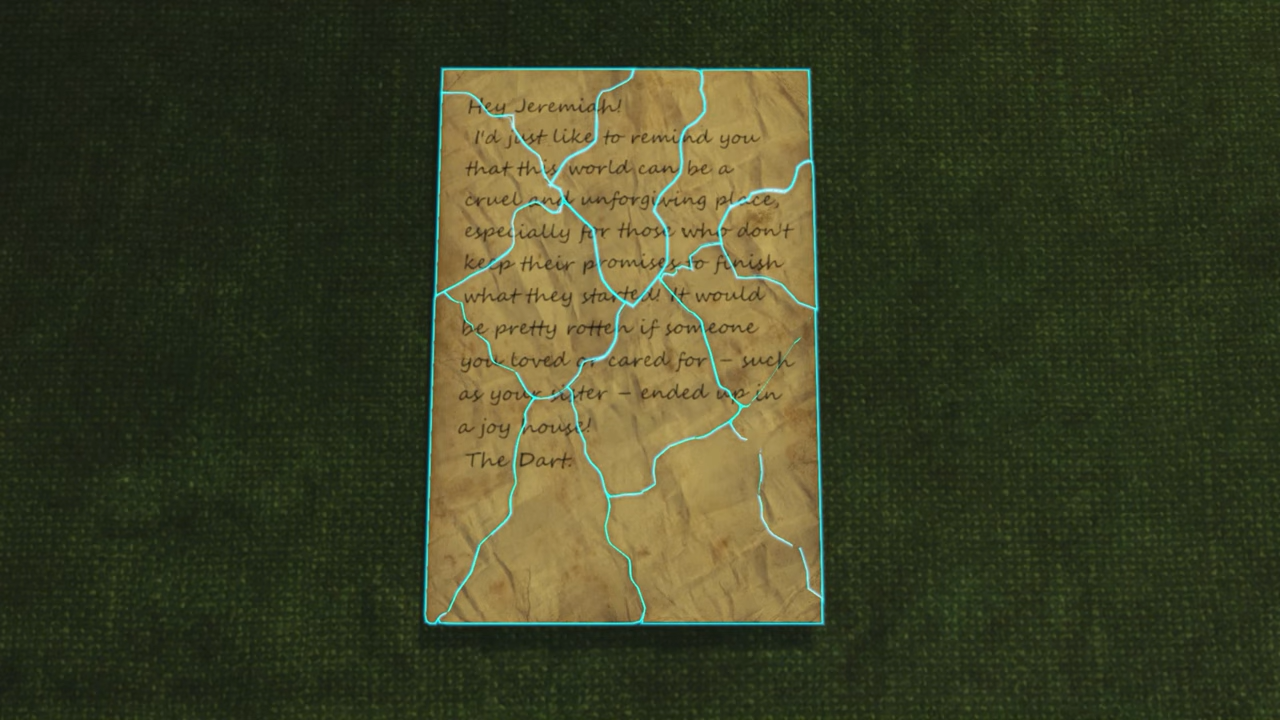 Hey Jeremiah!
I'd just like to remind you
that this world can be a
cruel and unforgiving place,
especially for those who don't
keep their promises to finish
what they started! It would
be pretty rotten if someone
you loved or cared for – such
as your sister – ended up in
a joy house!
The Dart.